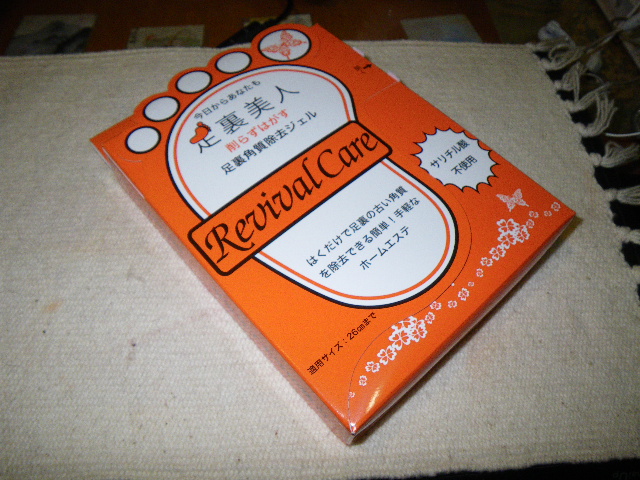 今日からあなたも
足裏美人
削らずはがす
足裏角質除去ジェル
Revival Care
サリチル酸
不使用
はくだけで足裏の古い角質
を除去できる簡単!手軽な
ホームエステ
適用サイズ:26cmまで